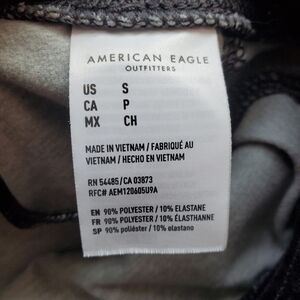 AMERICAN EAGLE
OUTFITTERS
US S
CA P
MX CH
MADE IN VIETNAM / FABRIQUÉ AU
VIETNAM / HECHO EN VIETNAM
RN 54485/CA 03873
RFC# AEM120605U9A
EN 90% POLYESTER / 10% ELASTANE
FR 90% POLYESTER / 10% ÉLASTHANNE
SP 90% poliéster / 10% elastano